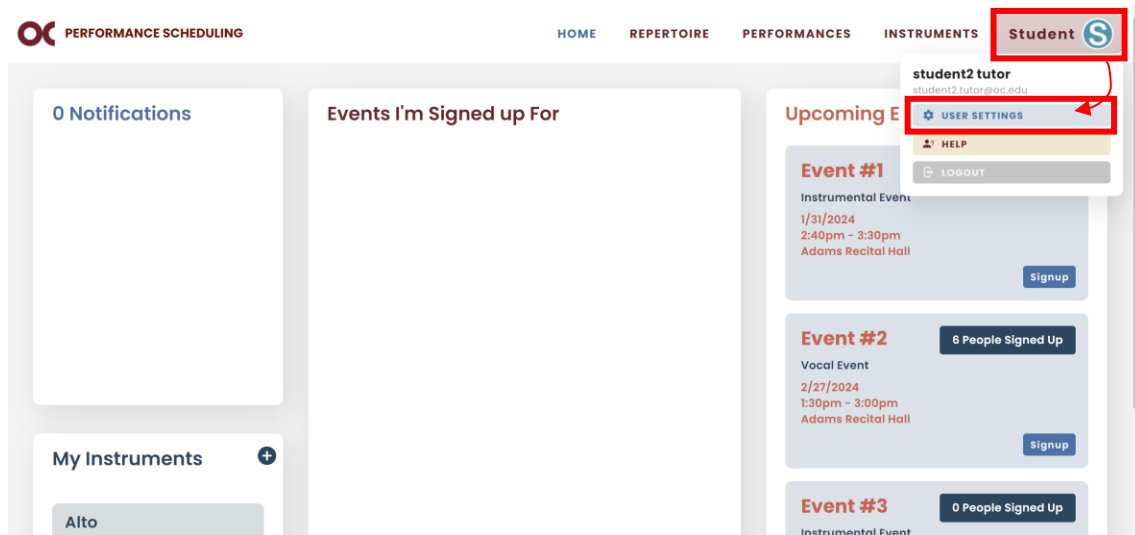 OC PERFORMANCE SCHEDULING
HOME REPERTOIRE PERFORMANCES INSTRUMENTS Student S
student2 tutor
student2.tutor@oc.edu
USER SETTINGS
HELP
LOGOUT
0 Notifications
My Instruments
Alto
Events I'm Signed up For
Upcoming E
Event #1
Instrumental Event
1/31/2024
2:40pm - 3:30pm
Adams Recital Hall
Signup
Event #2
6 People Signed Up
Vocal Event
2/27/2024
1:30pm - 3:00pm
Adams Recital Hall
Signup
Event #3
0 People Signed Up
Instrumental Event